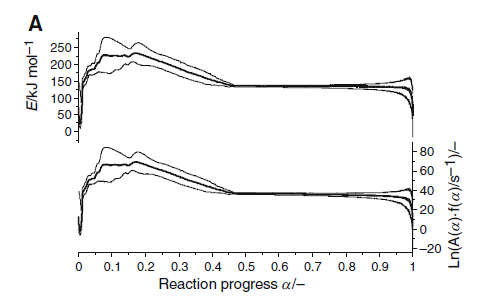 A
E/kJ mol–1
250
200
150
100
50
0
80
60
40
20
0
–20
Ln(A(α)·f(α)/s–1)/–
0 0.1 0.2 0.3 0.4 0.5 0.6 0.7 0.8 0.9 1
Reaction progress α/–